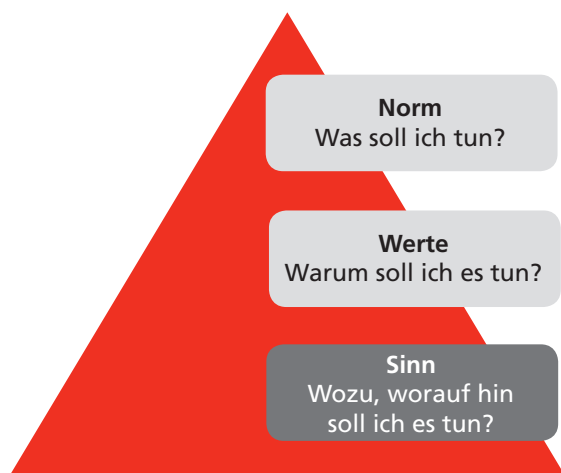 Norm
Was soll ich tun?
Werte
Warum soll ich es tun?
Sinn
Wozu, worauf hin
soll ich es tun?